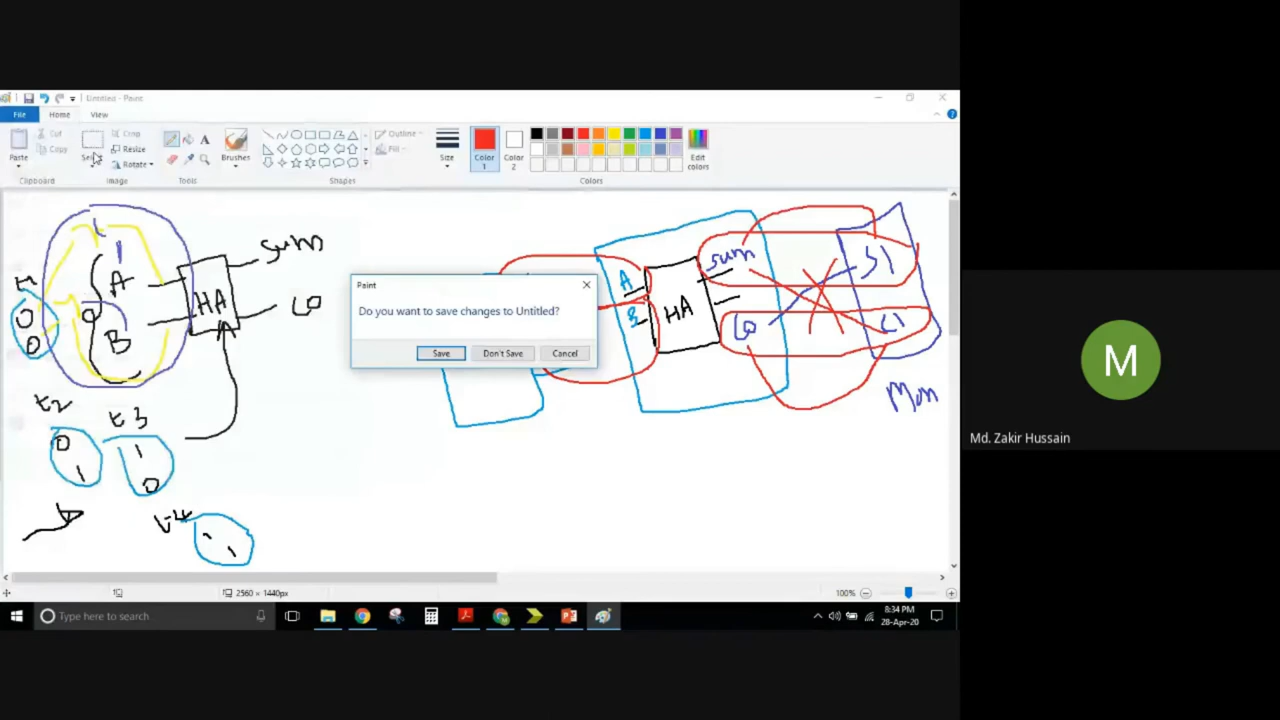 Untitled - Paint
File Home View
Paste
Cut
Copy
Select
Crop
Resize
Rotate
Brushes
Outline
Fill
Size
Color 1
Color 2
Edit colors
Clipboard
Image
Tools
Shapes
Colors
A
B
HA
Sum
CO
0
0
t2
0
1
t3
1
0
t4
1
1
Paint
Do you want to save changes to Untitled?
Save Don't Save Cancel
A
B
HA
Sum
CO
S1
C1
Mon
M
Md. Zakir Hussain
2560 × 1440px
100%
Type here to search
8:34 PM
28-Apr-20